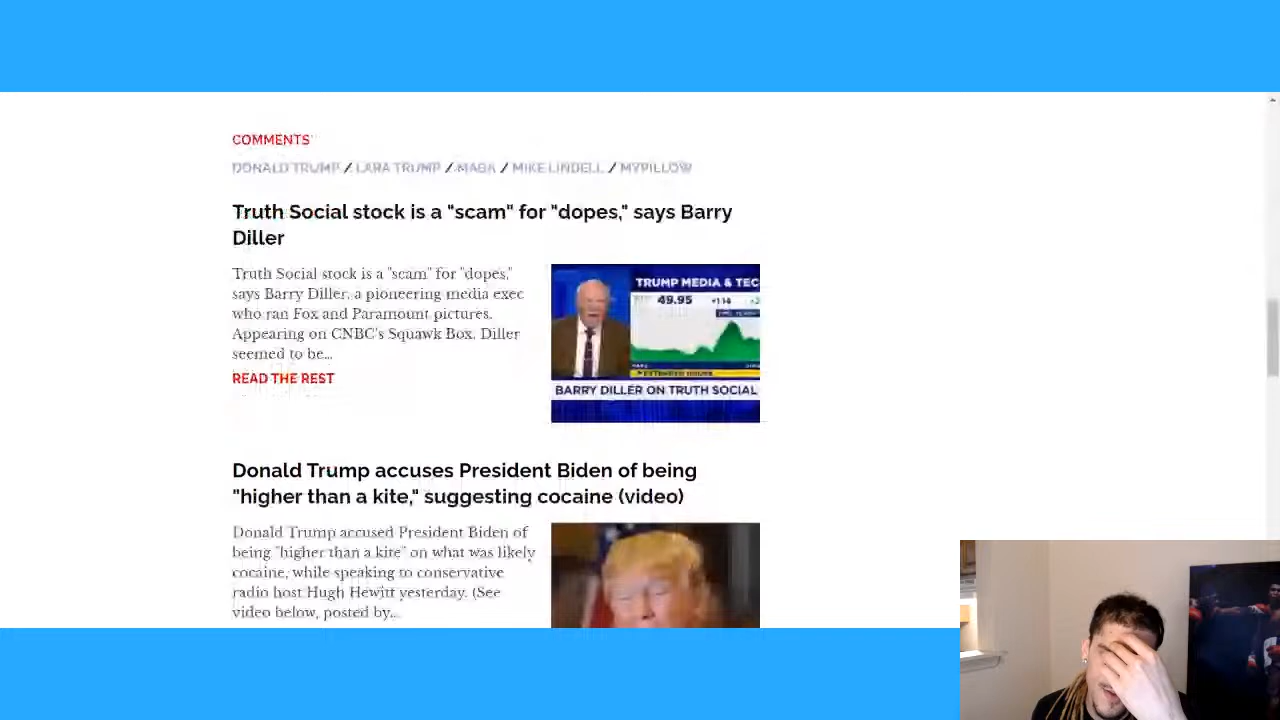 COMMENTS
DONALD TRUMP / LARA TRUMP / MAGA / MIKE LINDELL / MYPILLOW
Truth Social stock is a "scam" for "dopes," says Barry
Diller
Truth Social stock is a "scam" for "dopes,"
says Barry Diller, a pioneering media exec
who ran Fox and Paramount pictures.
Appearing on CNBC's Squawk Box, Diller
seemed to be...
READ THE REST
TRUMP MEDIA & TEC
49.95
+1.14
EXTENDED HOURS
BARRY DILLER ON TRUTH SOCIAL
Donald Trump accuses President Biden of being
"higher than a kite," suggesting cocaine (video)
Donald Trump accused President Biden of
being "higher than a kite" on what was likely
cocaine, while speaking to conservative
radio host Hugh Hewitt yesterday. (See
video below, posted by...